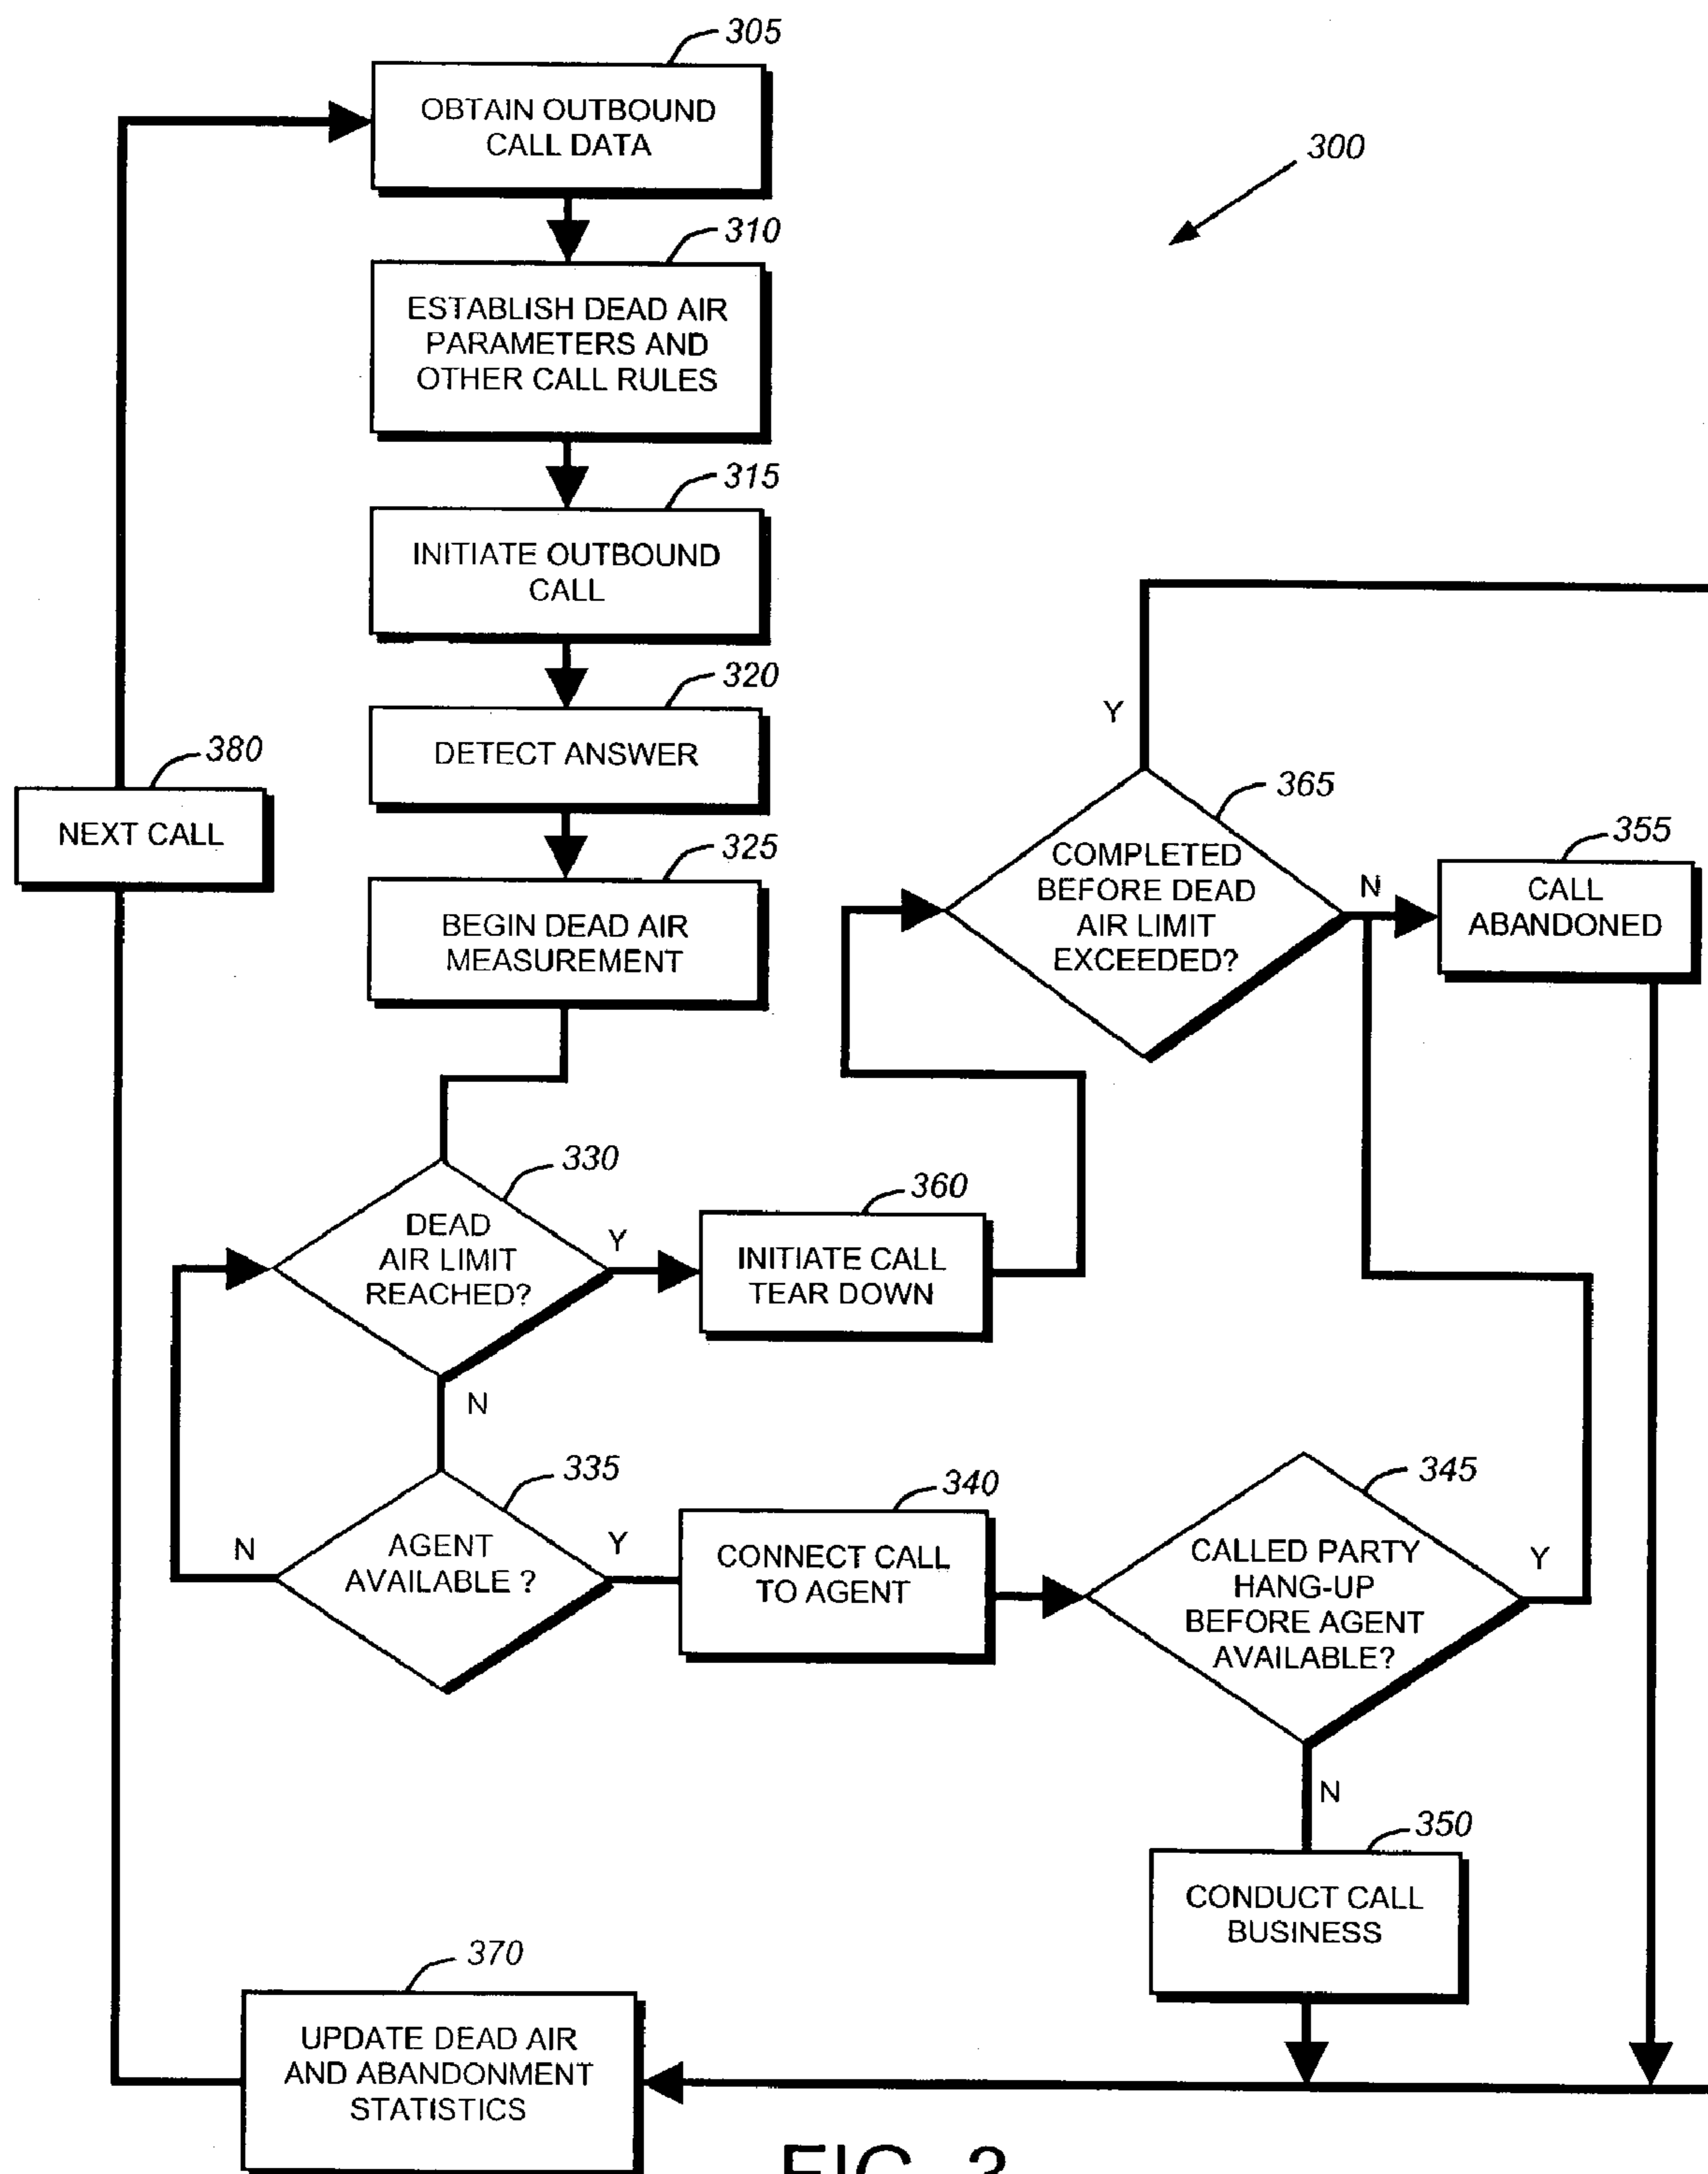 305
OBTAIN OUTBOUND
CALL DATA
300
310
ESTABLISH DEAD AIR
PARAMETERS AND
OTHER CALL RULES
315
INITIATE OUTBOUND
CALL
320
DETECT ANSWER
380
NEXT CALL
325
BEGIN DEAD AIR
MEASUREMENT
Y
365
COMPLETED
BEFORE DEAD
AIR LIMIT
EXCEEDED?
N
355
CALL
ABANDONED
330
DEAD
AIR LIMIT
REACHED?
Y
N
360
INITIATE CALL
TEAR DOWN
335
AGENT
AVAILABLE ?
N
Y
340
CONNECT CALL
TO AGENT
345
CALLED PARTY
HANG-UP
BEFORE AGENT
AVAILABLE?
Y
N
350
CONDUCT CALL
BUSINESS
370
UPDATE DEAD AIR
AND ABANDONMENT
STATISTICS
FIG. 3